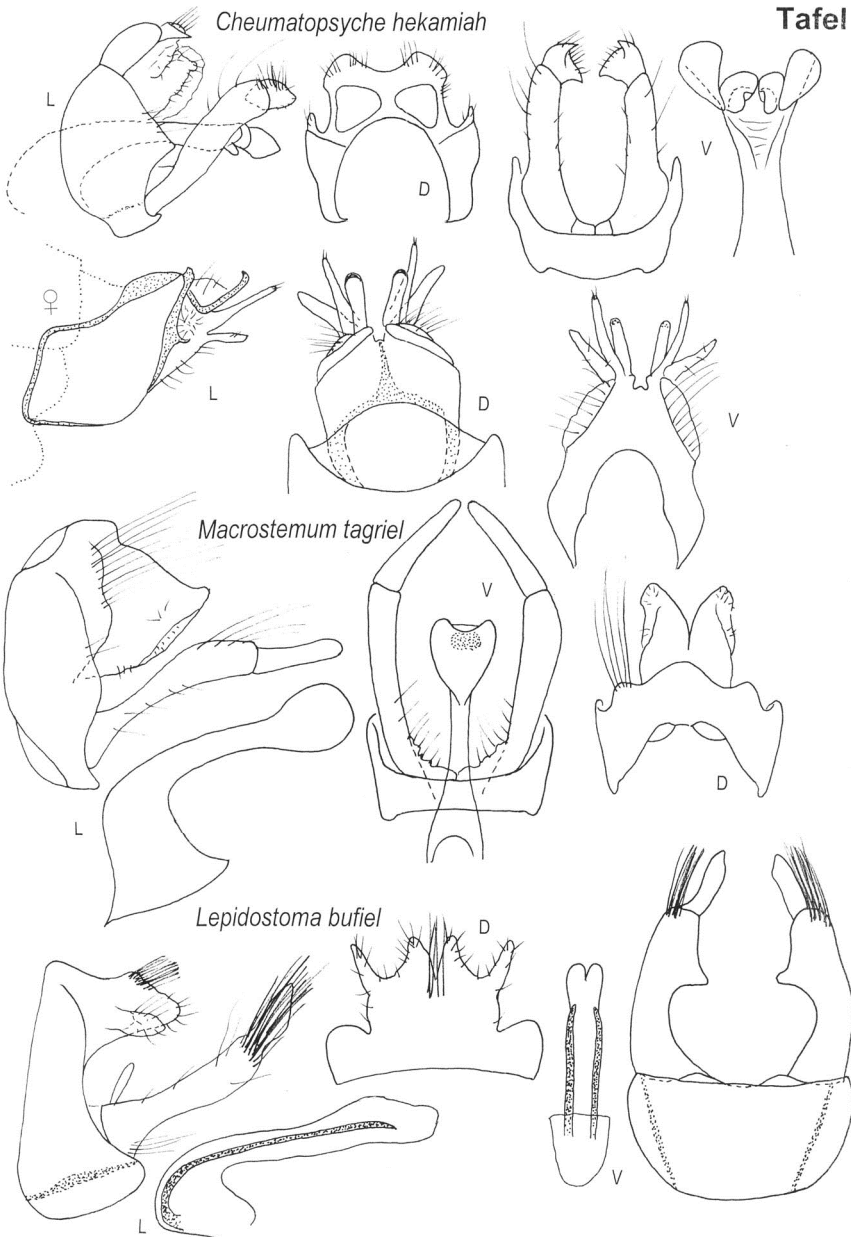 Cheumatopsyche hekamiah
Tafel
L
D
V
♀
L
D
V
Macrostemum tagriel
V
L
D
Lepidostoma bufiel
D
L
V